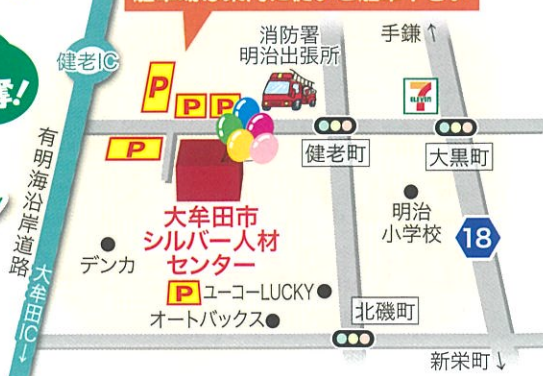 消防署
明治出張所
手鎌↑
健老IC
P
P
P
P
ELEVEN
健老町
大黒町
有明海沿岸道路
大牟田市
シルバー人材
センター
明治
小学校
18
デンカ
大牟田IC↓
P ユーコーLUCKY
オートバックス
北磯町
新栄町↓